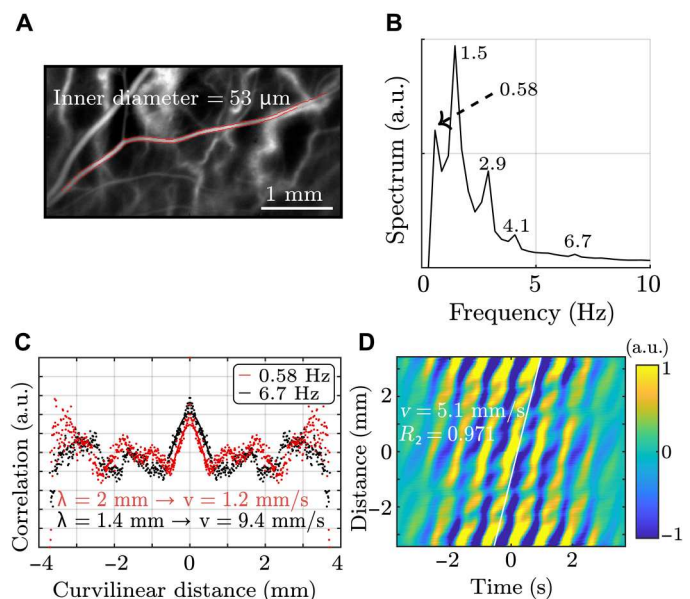 A
Inner diameter = 53 μm
1 mm
B
Spectrum (a.u.)
1.5
0.58
2.9
4.1
6.7
0
5
10
Frequency (Hz)
C
Correlation (a.u.)
0.58 Hz
6.7 Hz
λ = 2 mm → v = 1.2 mm/s
λ = 1.4 mm → v = 9.4 mm/s
−4
−2
0
2
4
Curvilinear distance (mm)
D
(a.u.)
Distance (mm)
2
0
−2
v = 5.1 mm/s
R₂ = 0.971
1
0
−1
−2
0
2
Time (s)